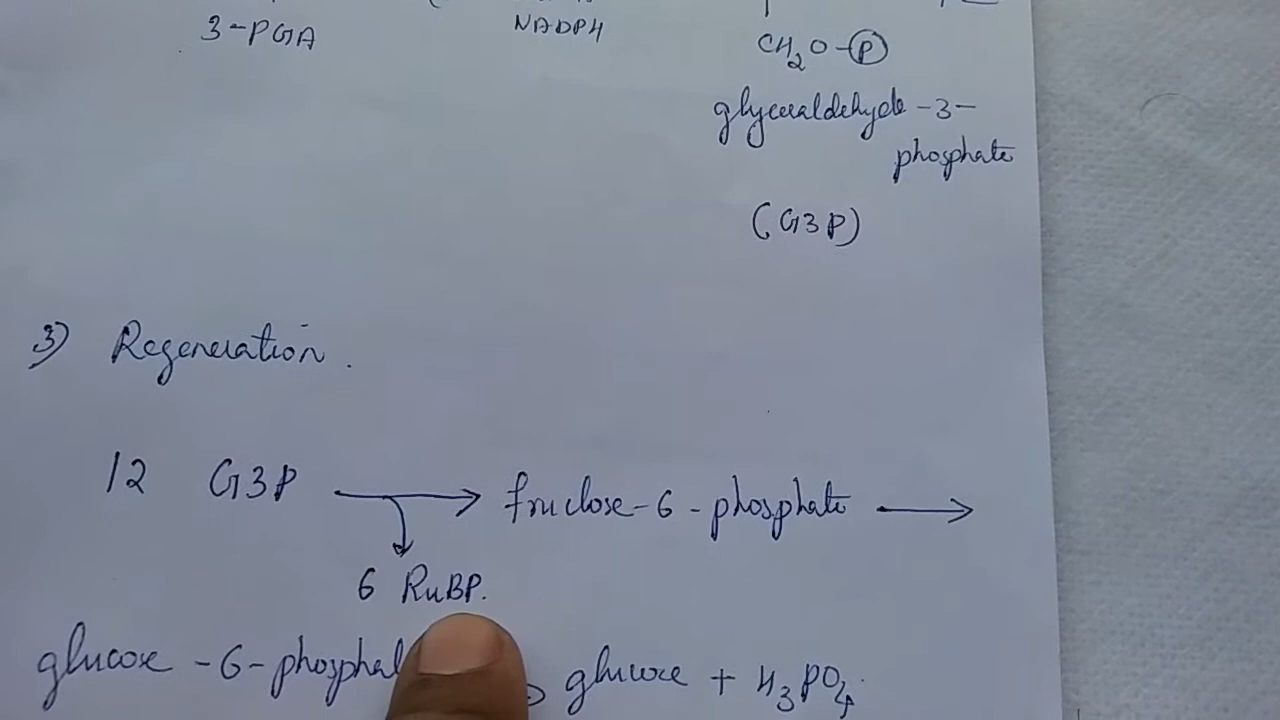 3-PGA
NADPH
CH2O-P
glyceraldehyde-3-
phosphate
(G3P)
3) Regeneration.
12 G3P → fructose-6-phosphate →
6 RuBP.
glucose-6-phosphat glucose + H3PO4